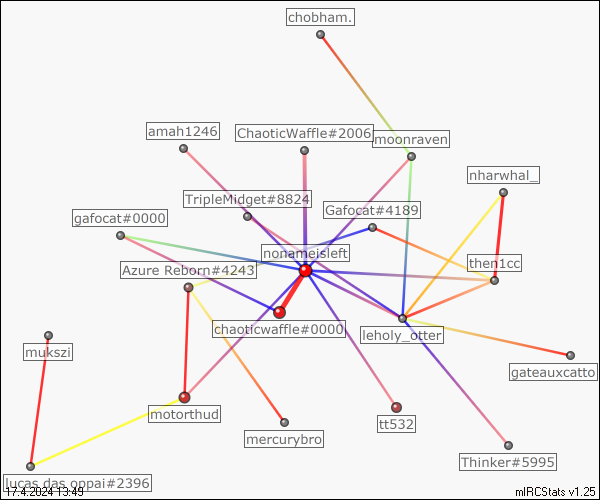 chobham.
amah1246
ChaoticWaffle#2006
moonraven
nharwhal_
TripleMidget#8824
Gafocat#4189
gafocat#0000
nonameisleft
Azure Reborn#4243
then1cc
chaoticwaffle#0000
leholy_otter
mukszi
gateauxcatto
motorthud
tt532
mercurybro
Thinker#5995
lucas das oppai#2396
17.4.2024 13:49
mIRCStats v1.25